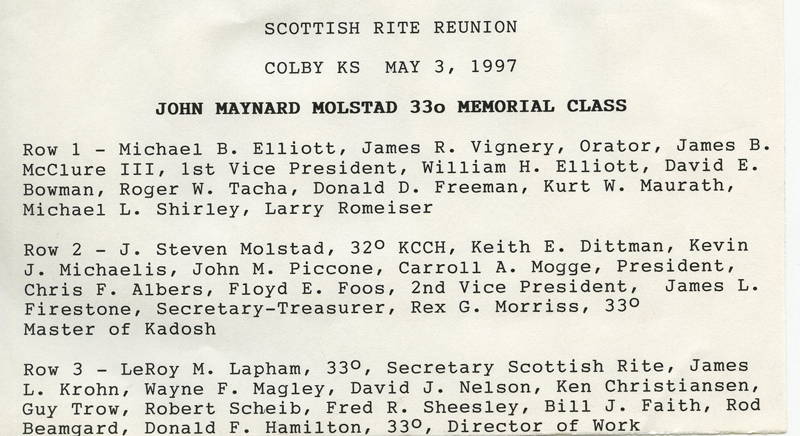 SCOTTISH RITE REUNION
COLBY KS MAY 3, 1997
JOHN MAYNARD MOLSTAD 33o MEMORIAL CLASS
Row 1 - Michael B. Elliott, James R. Vignery, Orator, James B.
McClure III, 1st Vice President, William H. Elliott, David E.
Bowman, Roger W. Tacha, Donald D. Freeman, Kurt W. Maurath,
Michael L. Shirley, Larry Romeiser
Row 2 - J. Steven Molstad, 32º KCCH, Keith E. Dittman, Kevin
J. Michaelis, John M. Piccone, Carroll A. Mogge, President,
Chris F. Albers, Floyd E. Foos, 2nd Vice President, James L.
Firestone, Secretary-Treasurer, Rex G. Morriss, 33º
Master of Kadosh
Row 3 - LeRoy M. Lapham, 33º, Secretary Scottish Rite, James
L. Krohn, Wayne F. Magley, David J. Nelson, Ken Christiansen,
Guy Trow, Robert Scheib, Fred R. Sheesley, Bill J. Faith, Rod
Beamgard, Donald F. Hamilton, 33º, Director of Work